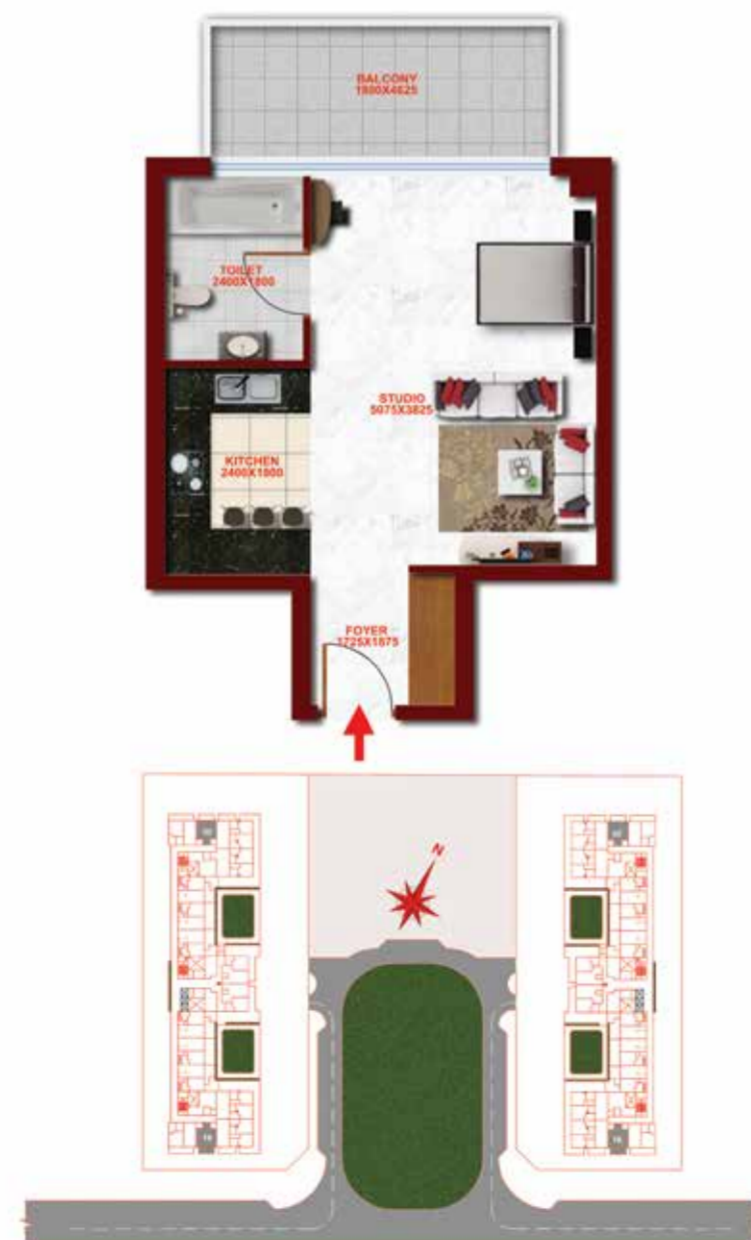 BALCONY
1800X4625
TOILET
2400X1800
STUDIO
5075X3825
KITCHEN
2400X1800
FOYER
1725X1875
N